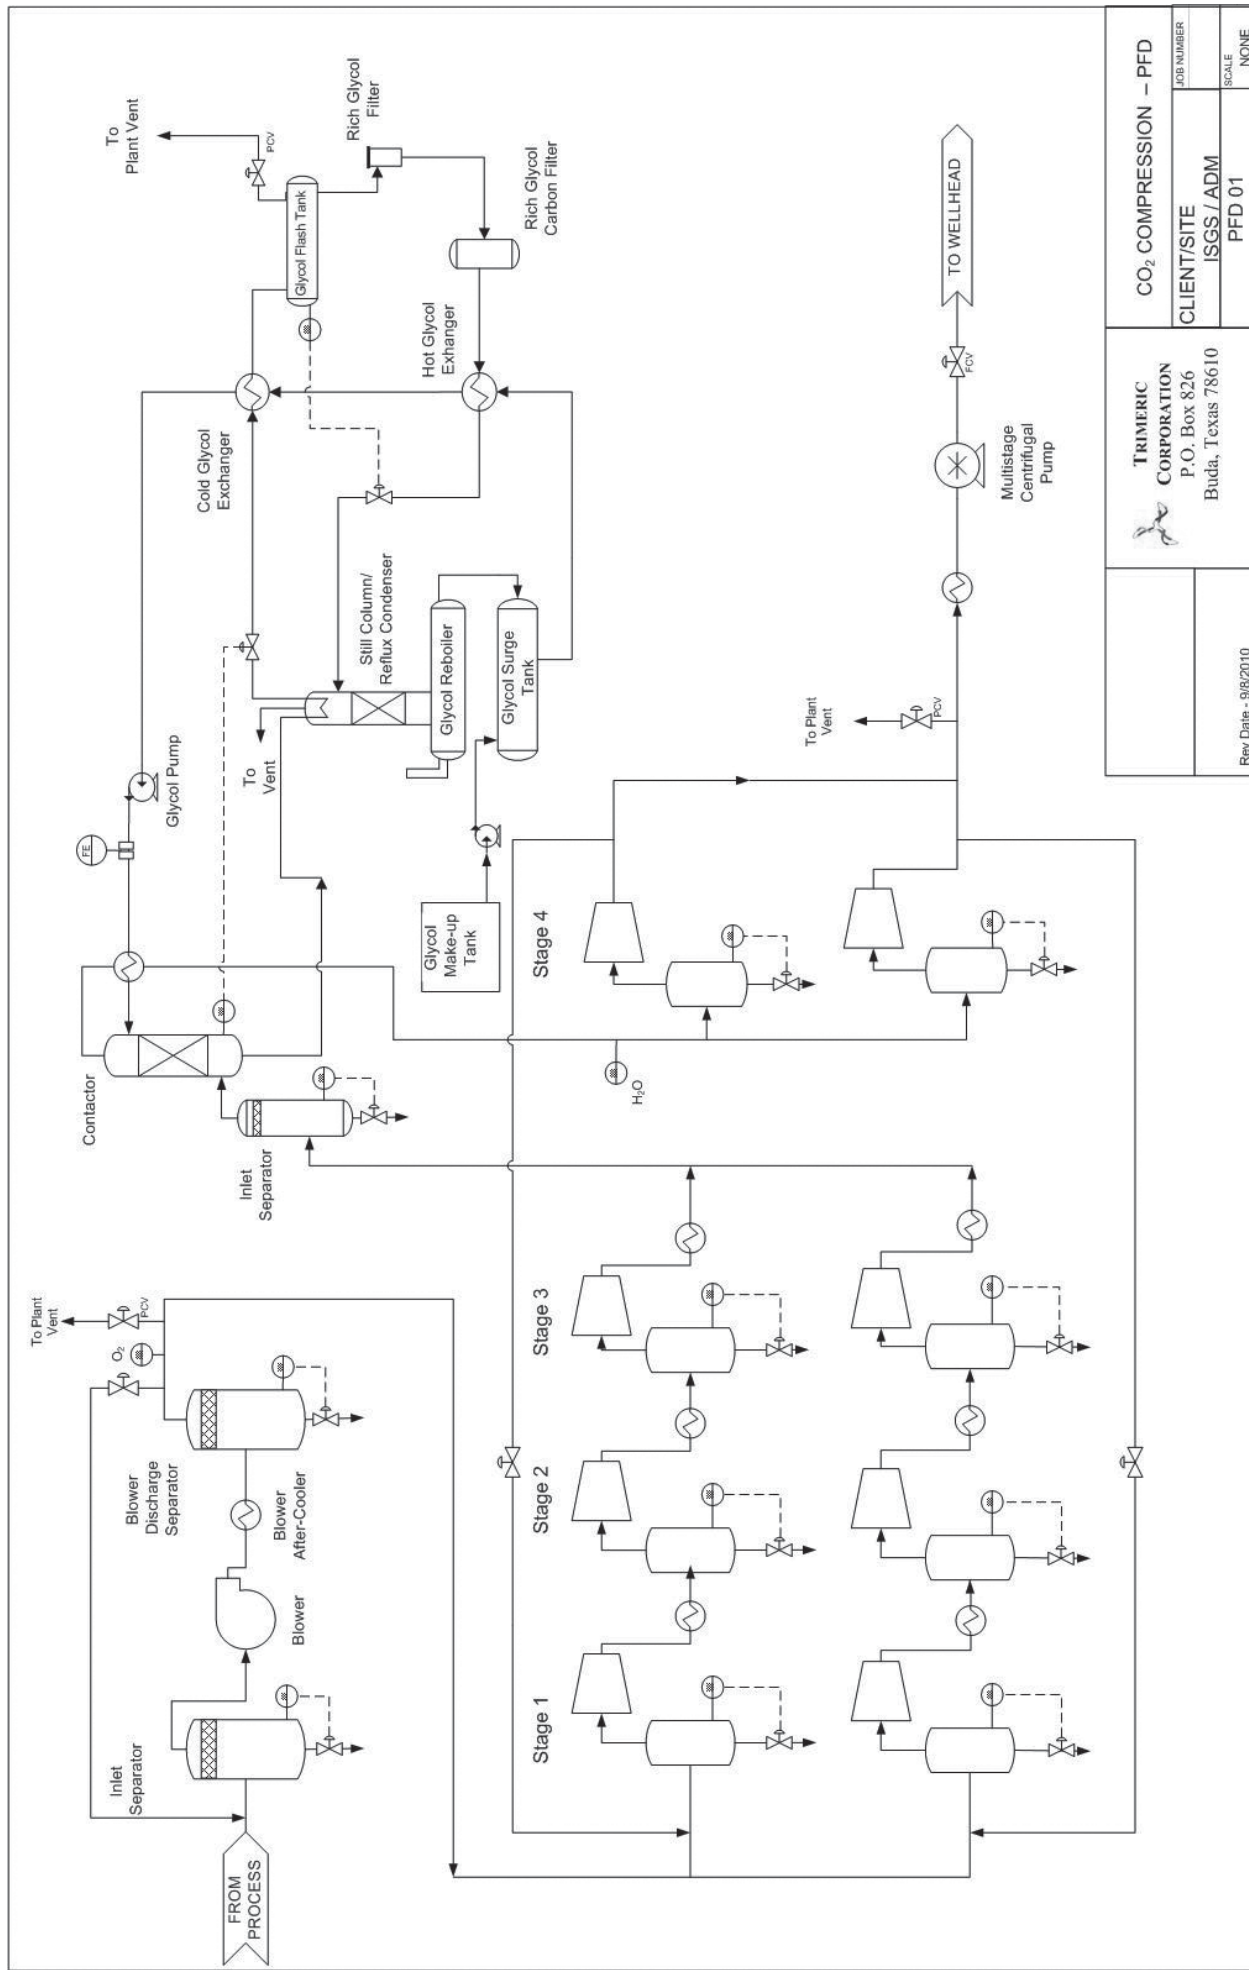 FROM
PROCESS
Inlet
Separator
Blower
Blower
After-Cooler
Blower
Discharge
Separator
O₂
To Plant
Vent
PCV
Inlet
Separator
Contactor
FE
Glycol Pump
Cold Glycol
Exchanger
To
Vent
Still Column/
Reflux Condenser
Glycol Reboiler
Glycol Surge
Tank
Glycol
Make-up
Tank
Hot Glycol
Exhanger
Glycol Flash Tank
To
Plant Vent
PCV
Rich Glycol
Filter
Rich Glycol
Carbon Filter
Stage 1
Stage 2
Stage 3
Stage 4
H₂O
To Plant
Vent
PCV
Multistage
Centrifugal
Pump
FCV
TO WELLHEAD
Rev Date - 9/8/2010
TRIMERIC
CORPORATION
P.O. Box 826
Buda, Texas 78610
CO₂ COMPRESSION – PFD
CLIENT/SITE
ISGS / ADM
PFD 01
JOB NUMBER
SCALE
NONE